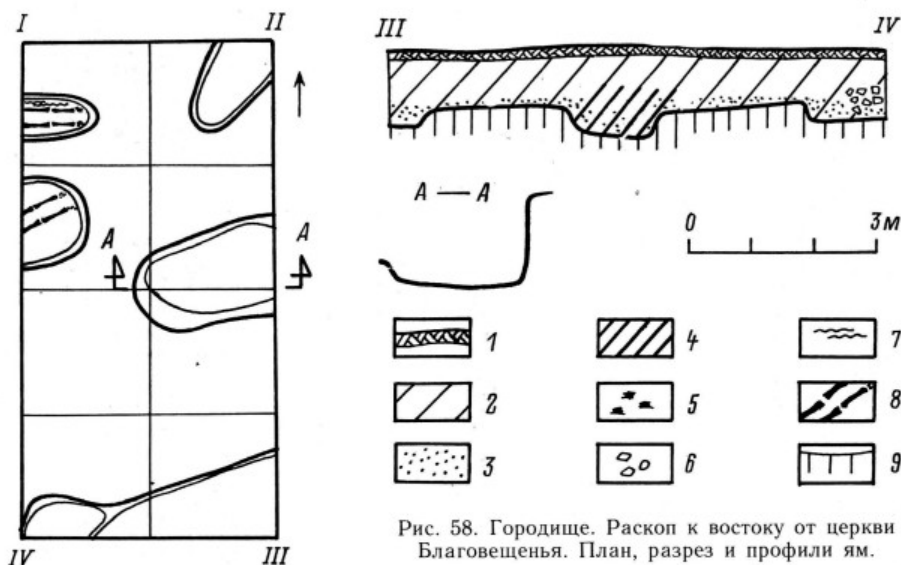 I II
III IV
A — A
0 3 м
A A
1 4 7
2 5 8
3 6 9
IV III
Рис. 58. Городище. Раскоп к востоку от церкви
Благовещенья. План, разрез и профили ям.